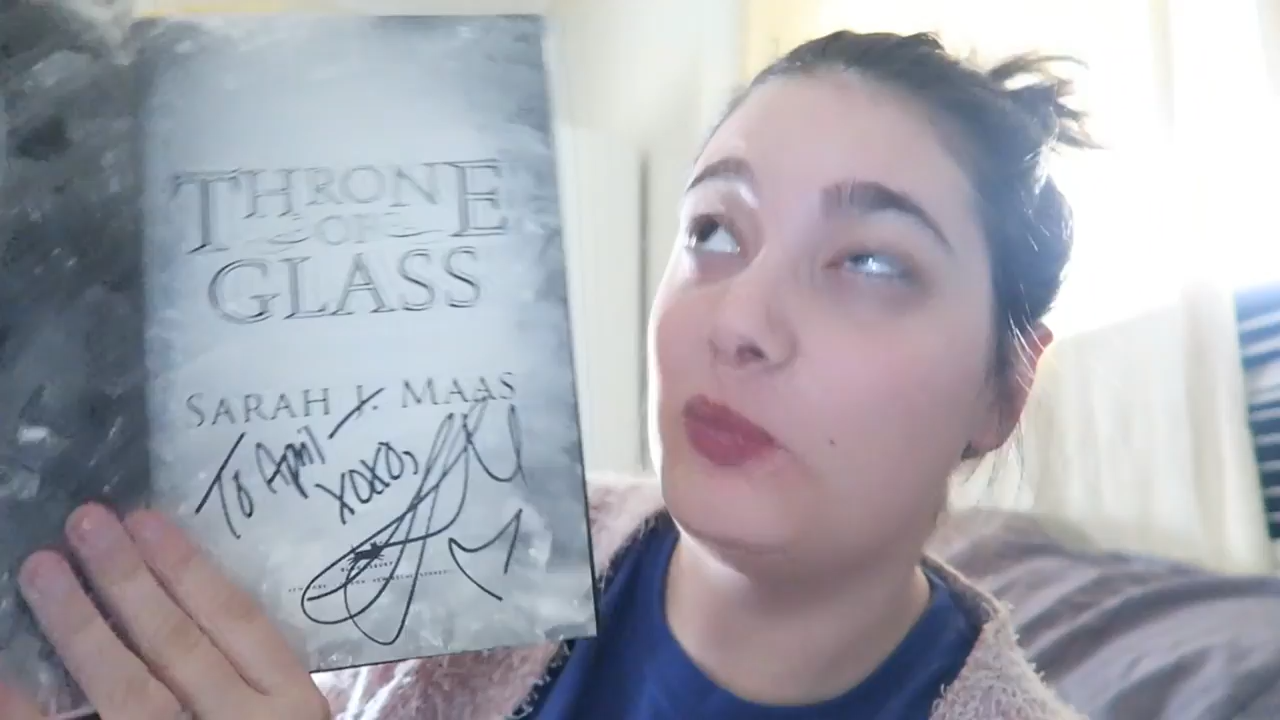 THRONE
OF
GLASS
SARAH J. MAAS
To April
xoxo,